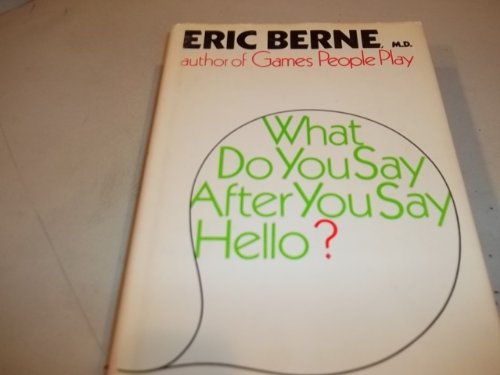 ERIC BERNE, M.D.
author of Games People Play
What
Do You Say
After You Say
Hello?